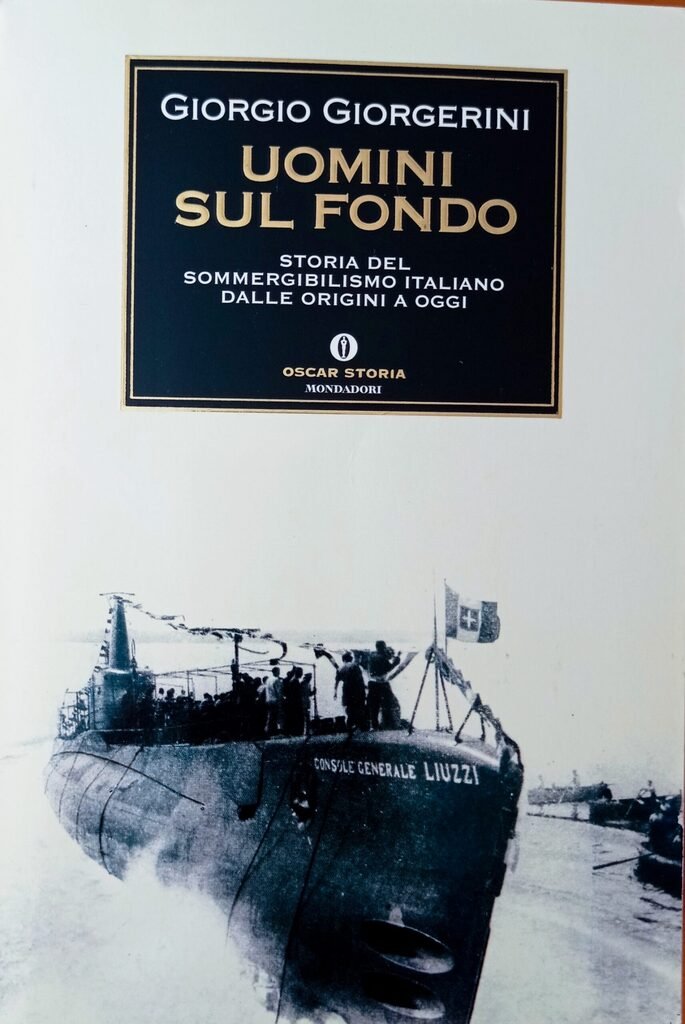 GIORGIO GIORGERINI
UOMINI
SUL FONDO
STORIA DEL
SOMMERGIBILISMO ITALIANO
DALLE ORIGINI A OGGI
OSCAR STORIA
MONDADORI
CONSOLE GENERALE LIUZZI